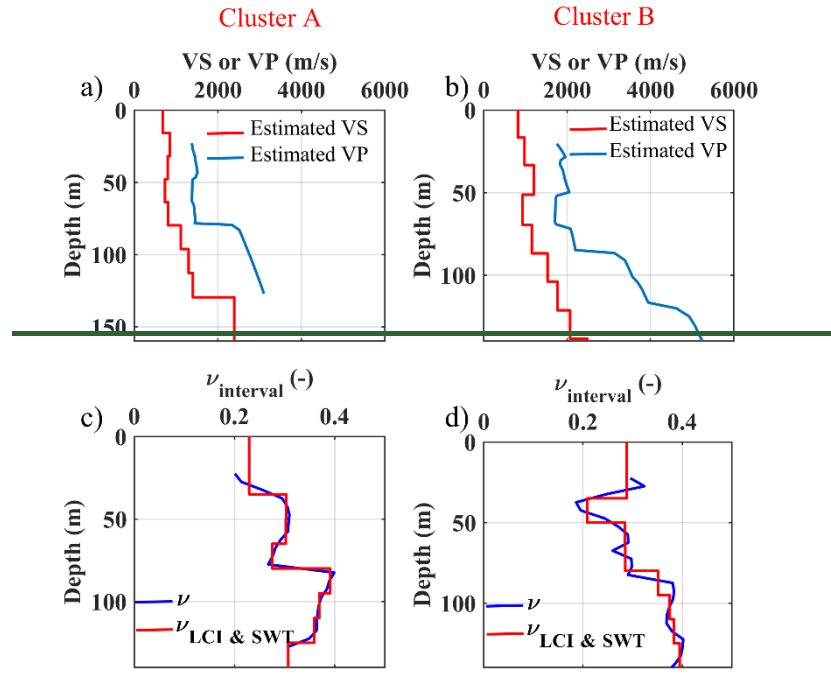 Cluster A
Cluster B
VS or VP (m/s)
VS or VP (m/s)
a)
0 2000 4000 6000
b)
0 2000 4000 6000
0
50
100
150
Depth (m)
Estimated VS
Estimated VP
0
50
100
Depth (m)
Estimated VS
Estimated VP
νinterval (-)
νinterval (-)
c)
0 0.2 0.4
d)
0 0.2 0.4
0
50
100
Depth (m)
ν
νLCI & SWT
0
50
100
Depth (m)
ν
νLCI & SWT